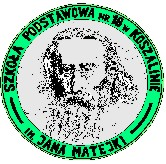 SZKOŁA PODSTAWOWA NR 18 W KOSZALINIE
IM. JANA MATEJKI